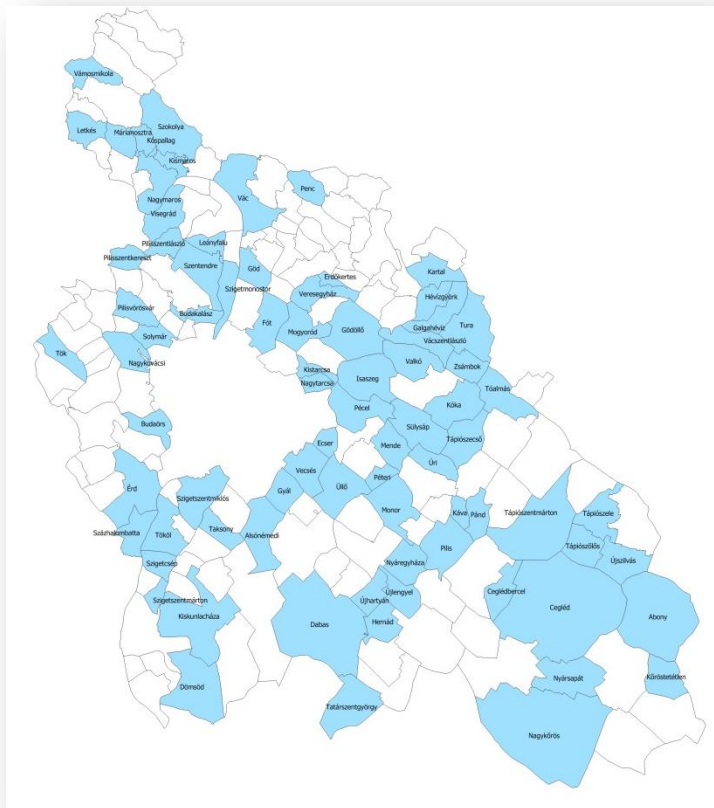 Vámosmikola
Szokolya
Letkés
Márianosztra
Kóspallag
Kismaros
Vác
Penc
Nagymaros
Visegrád
Pilisszentlászló
Leányfalu
Pilisszentkereszt
Szentendre
Göd
Kartal
Erdőkertes
Szigetmonostor
Veresegyház
Hévízgyörk
Pilisvörösvár
Budakalász
Fót
Mogyoród
Gödöllő
Galgahévíz
Tura
Solymár
Vácszentlászló
Tök
Nagykovácsi
Valkó
Zsámbok
Kistarcsa
Isaszeg
Nagytarcsa
Tóalmás
Pécel
Kóka
Budaörs
Sülysáp
Ecser
Mende
Tápiószecső
Vecsés
Úri
Gyál
Üllő
Péteri
Érd
Szigetszentmiklós
Monor
Káva
Pánd
Tápiószentmárton
Tápiószele
Százhalombatta
Tököl
Taksony
Alsónémedi
Pilis
Tápiószőlős
Szigetcsép
Nyáregyháza
Újszilvás
Ceglédbercel
Újlengyel
Szigetszentmárton
Újhartyán
Cegléd
Kiskunlacháza
Dabas
Hernád
Abony
Nyársapát
Kőröstetétlen
Dömsöd
Tatárszentgyörgy
Nagykőrös